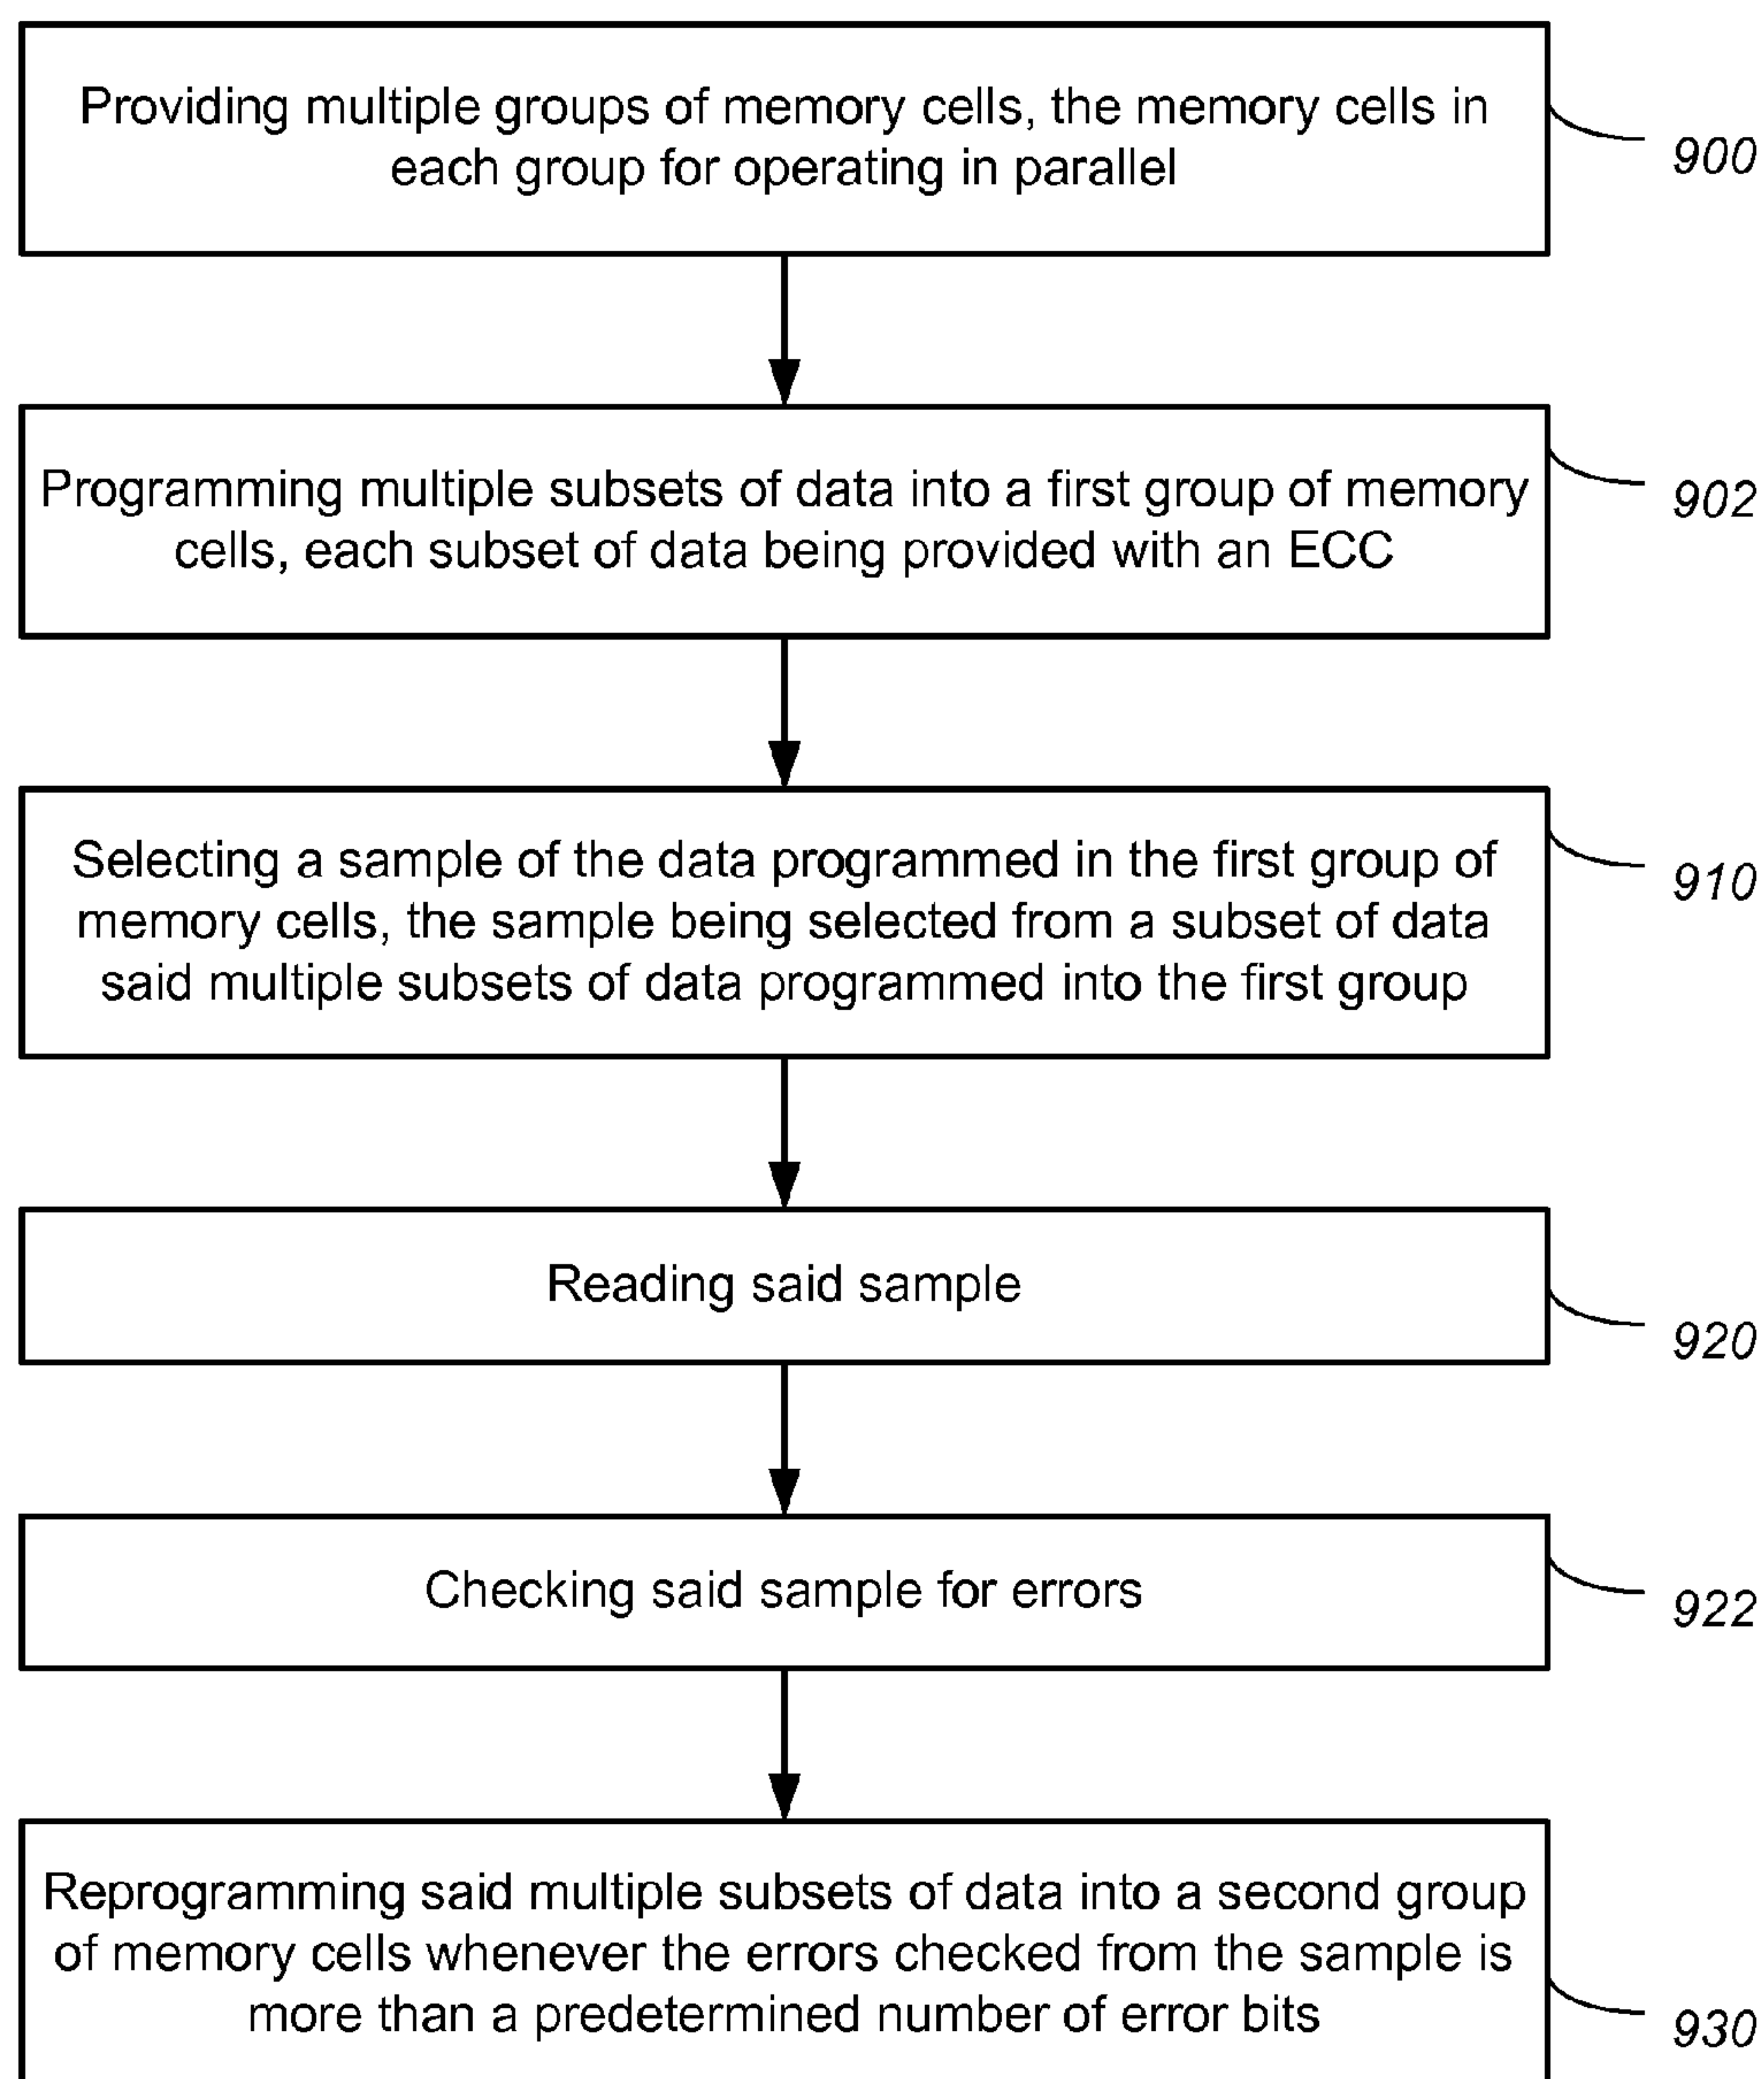 Providing multiple groups of memory cells, the memory cells in
each group for operating in parallel
900
Programming multiple subsets of data into a first group of memory
cells, each subset of data being provided with an ECC
902
Selecting a sample of the data programmed in the first group of
memory cells, the sample being selected from a subset of data
said multiple subsets of data programmed into the first group
910
Reading said sample
920
Checking said sample for errors
922
Reprogramming said multiple subsets of data into a second group
of memory cells whenever the errors checked from the sample is
more than a predetermined number of error bits
930